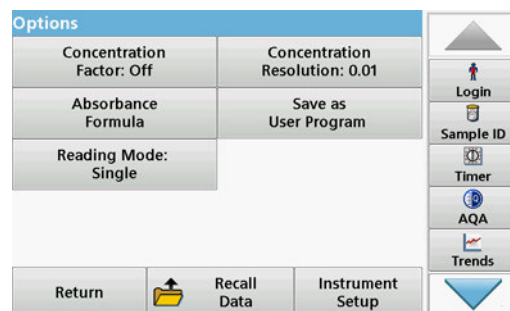 Options
Concentration
Factor: Off
Concentration
Resolution: 0.01
Absorbance
Formula
Save as
User Program
Reading Mode:
Single
Return
Recall
Data
Instrument
Setup
Login
Sample ID
Timer
AQA
Trends